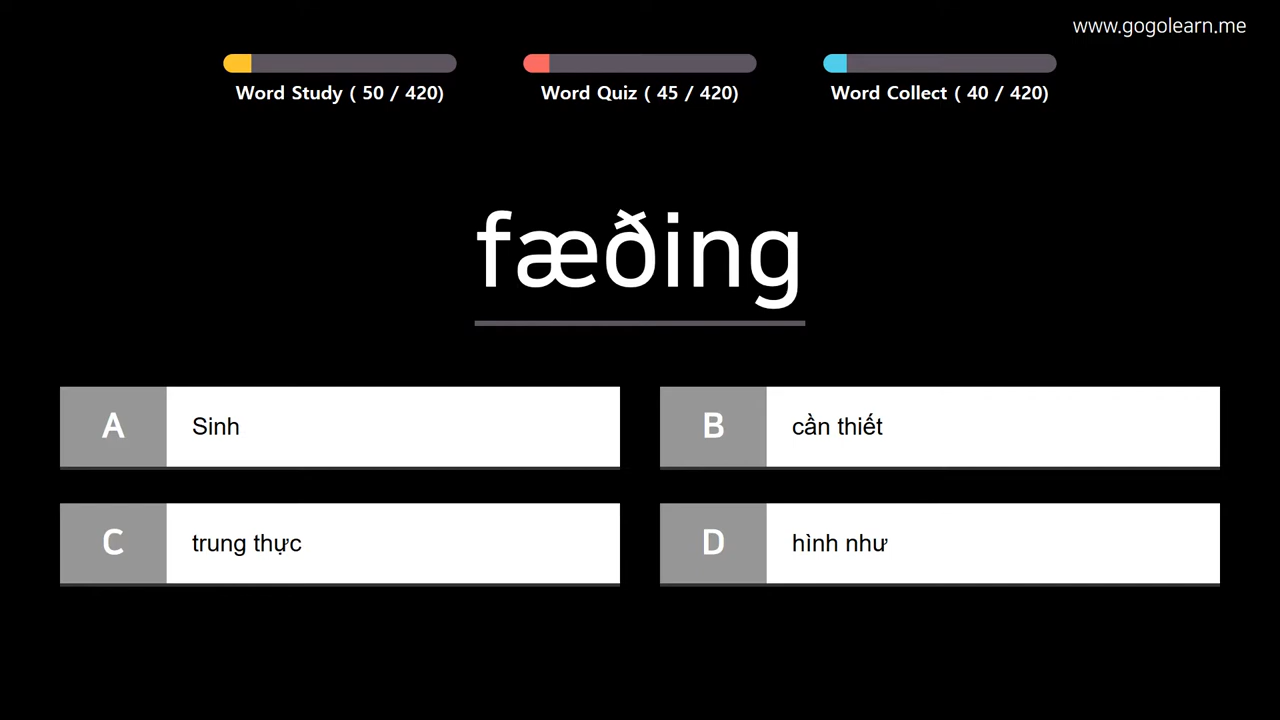 www.gogolearn.me
Word Study ( 50 / 420)
Word Quiz ( 45 / 420)
Word Collect ( 40 / 420)
fæðing
A Sinh
B cần thiết
C trung thực
D hình như